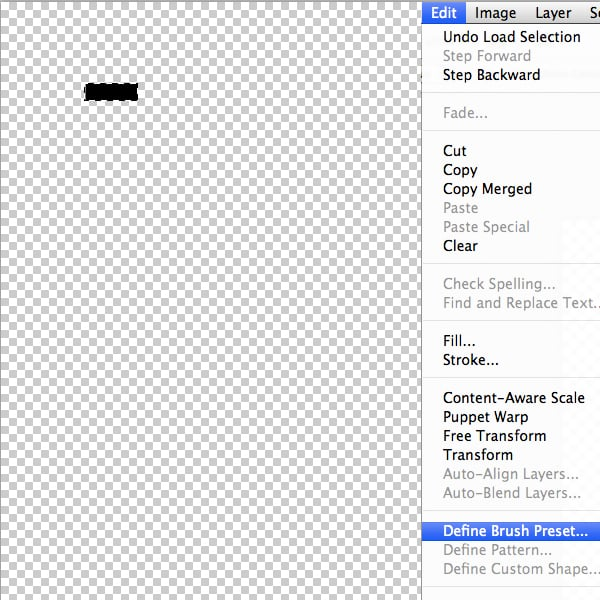 Edit Image Layer
Undo Load Selection
Step Forward
Step Backward
Fade...
Cut
Copy
Copy Merged
Paste
Paste Special
Clear
Check Spelling...
Find and Replace Text..
Fill...
Stroke...
Content-Aware Scale
Puppet Warp
Free Transform
Transform
Auto-Align Layers...
Auto-Blend Layers...
Define Brush Preset...
Define Pattern...
Define Custom Shape...